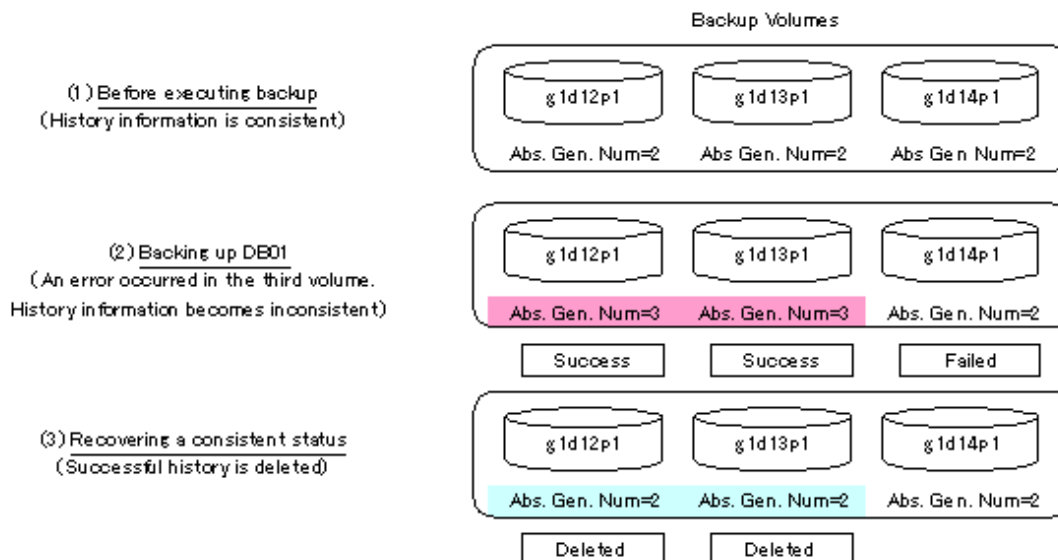 Backup Volumes
(1) Before executing backup
(History information is consistent)
g1d12p1 g1d13p1 g1d14p1
Abs. Gen. Num=2 Abs Gen. Num=2 Abs Gen Num=2
(2) Backing up DB01
(An error occurred in the third volume.
History information becomes inconsistent)
g1d12p1 g1d13p1 g1d14p1
Abs. Gen. Num=3 Abs. Gen. Num=3 Abs. Gen. Num=2
Success Success Failed
(3) Recovering a consistent status
(Successful history is deleted)
g1d12p1 g1d13p1 g1d14p1
Abs. Gen. Num=2 Abs. Gen. Num=2 Abs. Gen. Num=2
Deleted Deleted